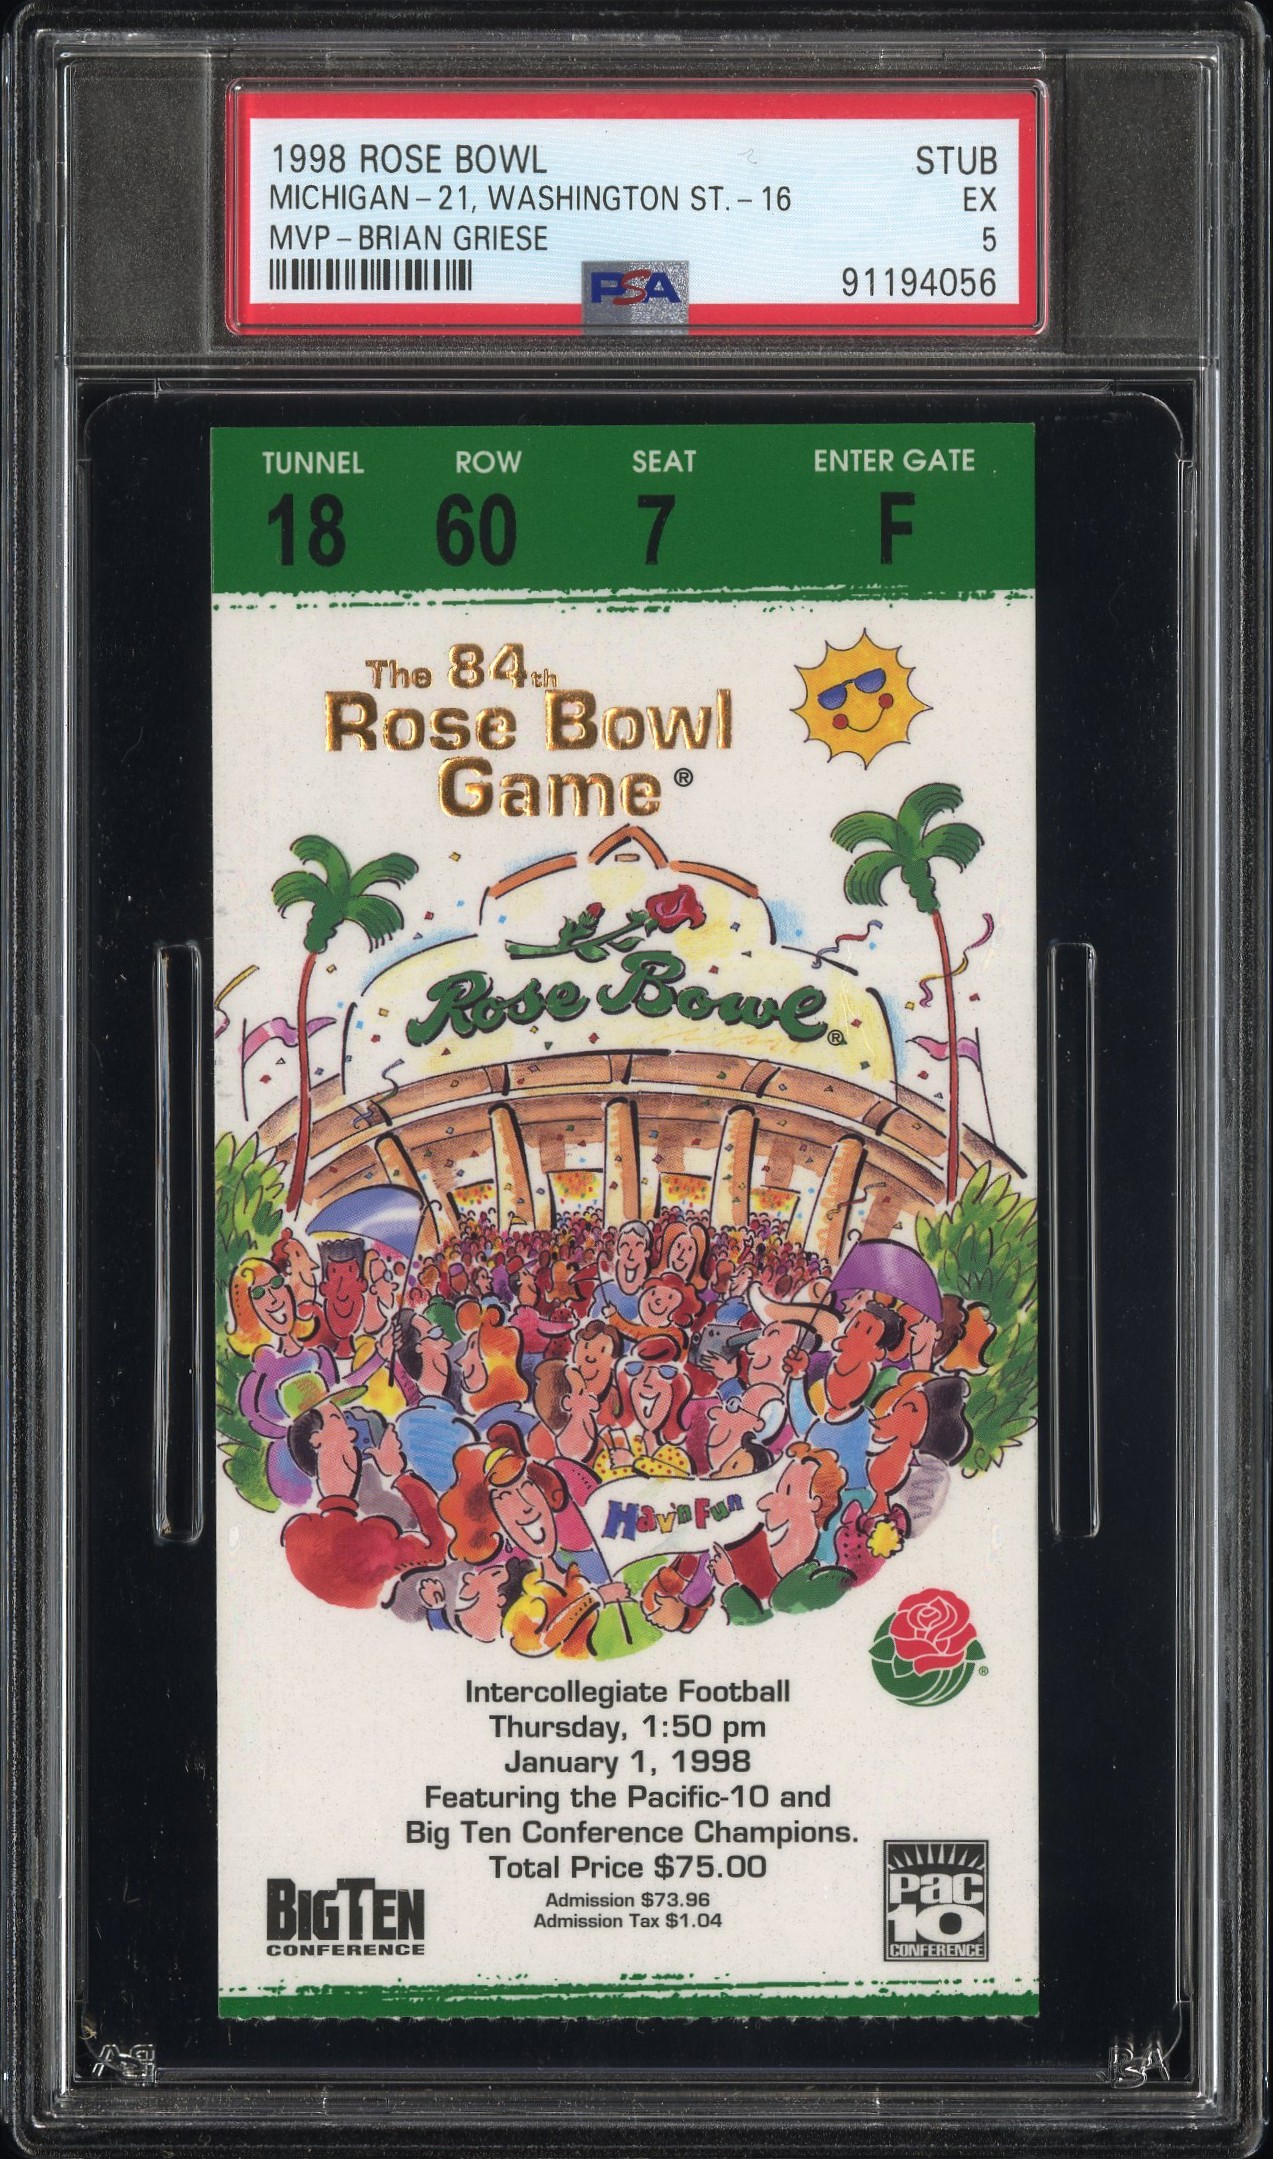 1998 ROSE BOWL STUB
MICHIGAN - 21, WASHINGTON ST. - 16 EX
MVP - BRIAN GRIESE 5
PSA 91194056
TUNNEL ROW SEAT ENTER GATE
18 60 7 F
The 84th
Rose Bowl
Game®
Rose Bowl®
Hav'n Fun
®
Intercollegiate Football
Thursday, 1:50 pm
January 1, 1998
Featuring the Pacific-10 and
Big Ten Conference Champions.
Total Price $75.00
Admission $73.96
Admission Tax $1.04
BIG TEN
CONFERENCE
Pac
10
CONFERENCE